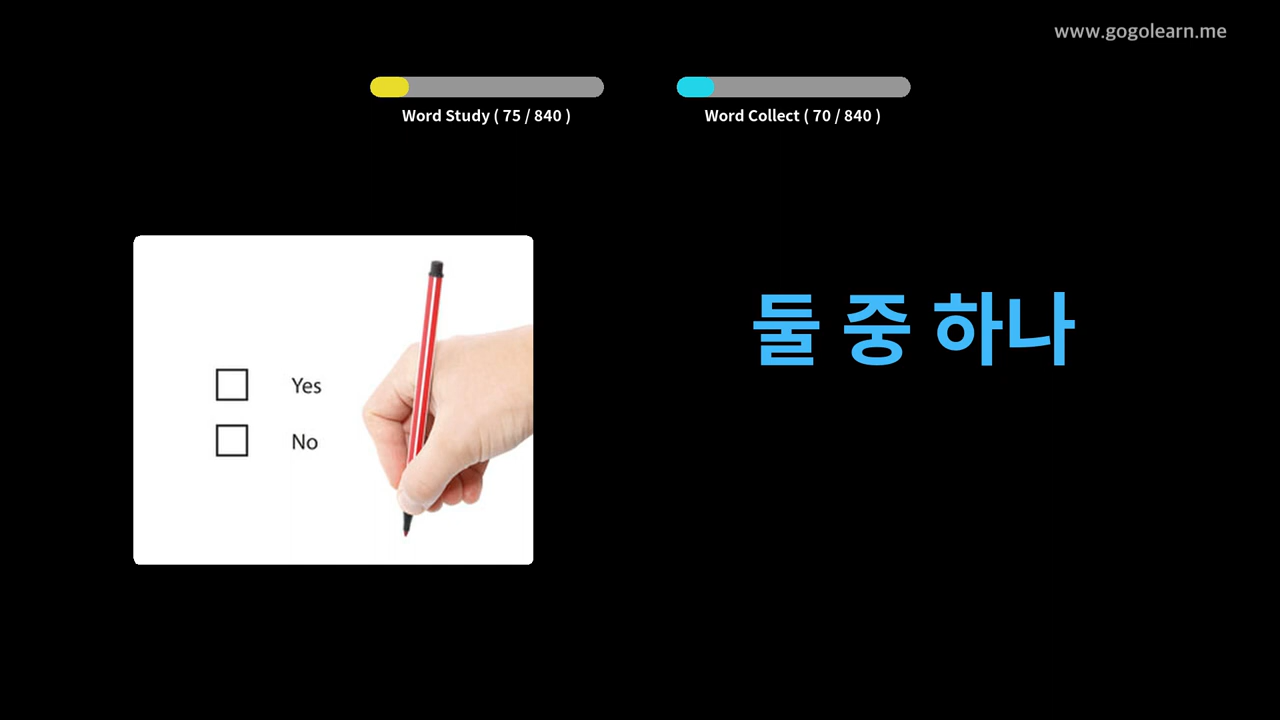 www.gogolearn.me
Word Study ( 75 / 840 )
Word Collect ( 70 / 840 )
Yes
No
둘 중 하나